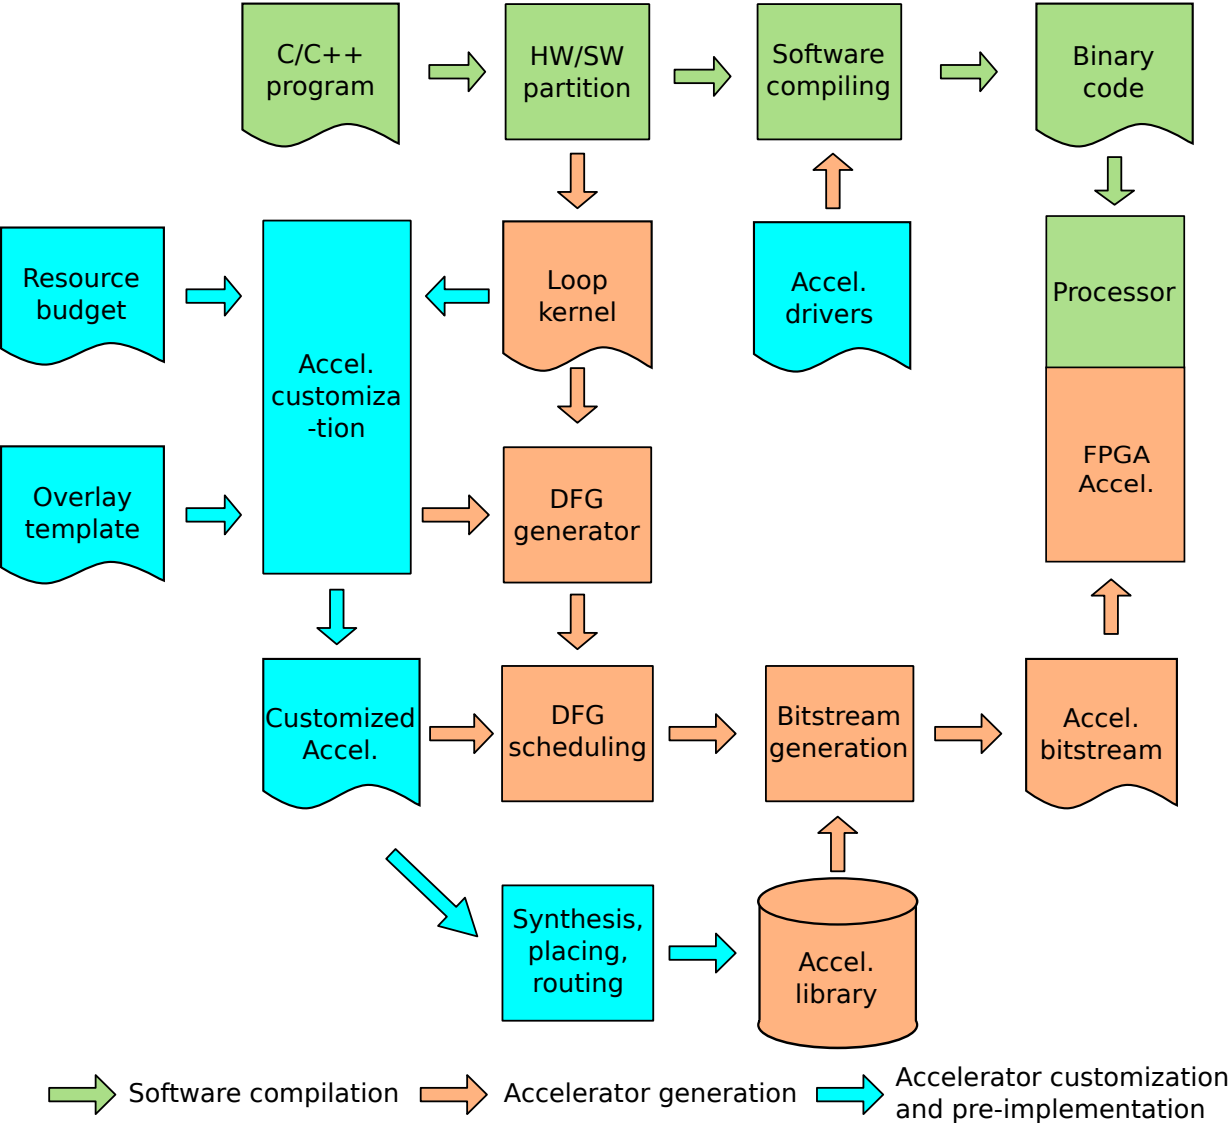 C/C++
program
HW/SW
partition
Software
compiling
Binary
code
Resource
budget
Accel.
customiza
-tion
Loop
kernel
Accel.
drivers
Processor
FPGA
Accel.
Overlay
template
DFG
generator
Customized
Accel.
DFG
scheduling
Bitstream
generation
Accel.
bitstream
Synthesis,
placing,
routing
Accel.
library
Software compilation
Accelerator generation
Accelerator customization
and pre-implementation